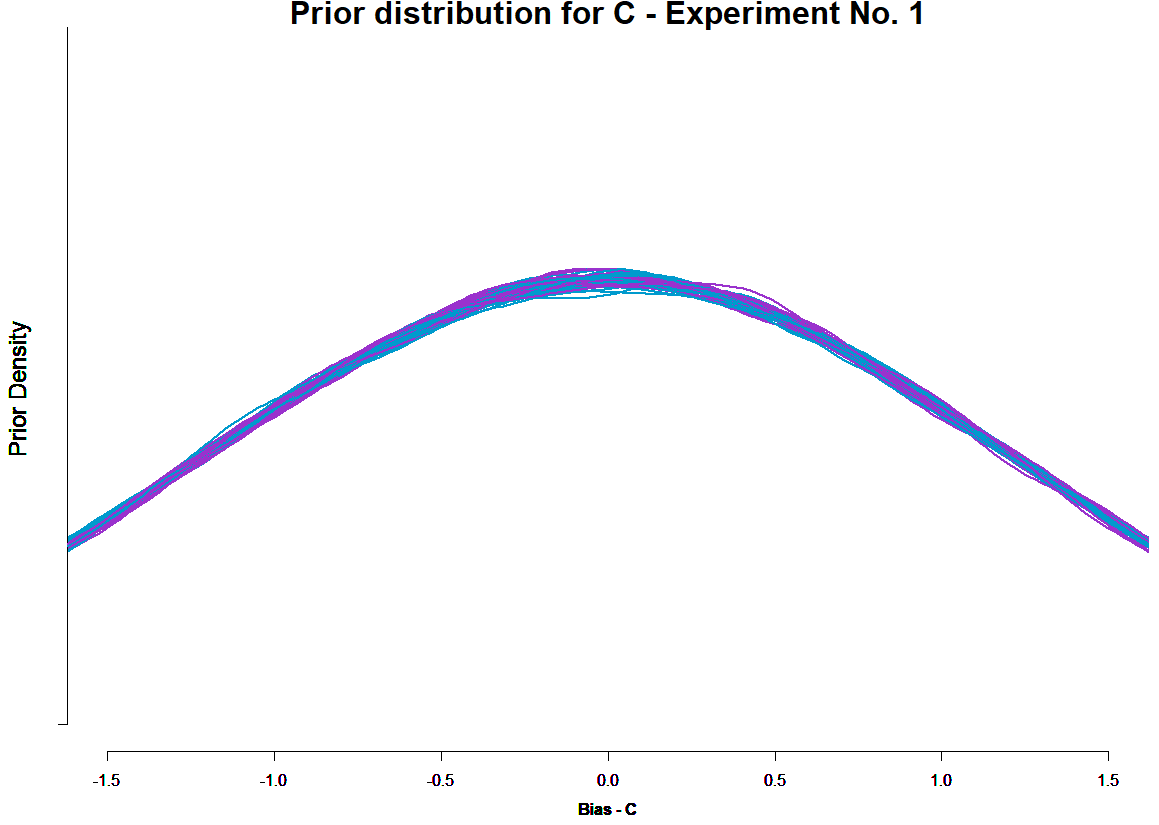 Prior distribution for C - Experiment No. 1
Prior Density
-1.5 -1.0 -0.5 0.0 0.5 1.0 1.5
Bias - C